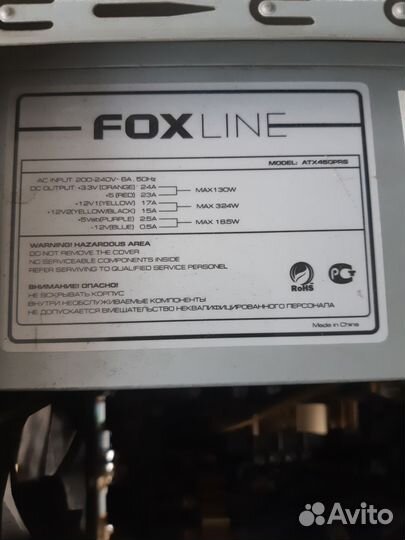 FOXLINE
MODEL: ATX450PRS
AC INPUT: 200-240V~ 6A, 50Hz
DC OUTPUT: +3.3V (ORANGE) 24A
+5 (RED) 23A
MAX 130W
+12V1(YELLOW) 17A
+12V2(YELLOW/BLACK) 15A
MAX 324W
+5Vsb(PURPLE) 2.5A
-12V(BLUE) 0.5A
MAX 18.5W
WARNING! HAZARDOUS AREA
DO NOT REMOVE THE COVER
NO SERVICEABLE COMPONENTS INSIDE
REFER SERVIVING TO QUALIFIED SERVICE PERSONEL
ВНИМАНИЕ! ОПАСНО!
НЕ ВСКРЫВАТЬ КОРПУС
ВНУТРИ НЕОБСЛУЖИВАЕМЫЕ КОМПОНЕНТЫ
НЕ ДОПУСКАЕТСЯ ВМЕШАТЕЛЬСТВО НЕКВАЛИФИЦИРОВАННОГО ПЕРСОНАЛА
RoHS
РСТ
Made in China
Avito